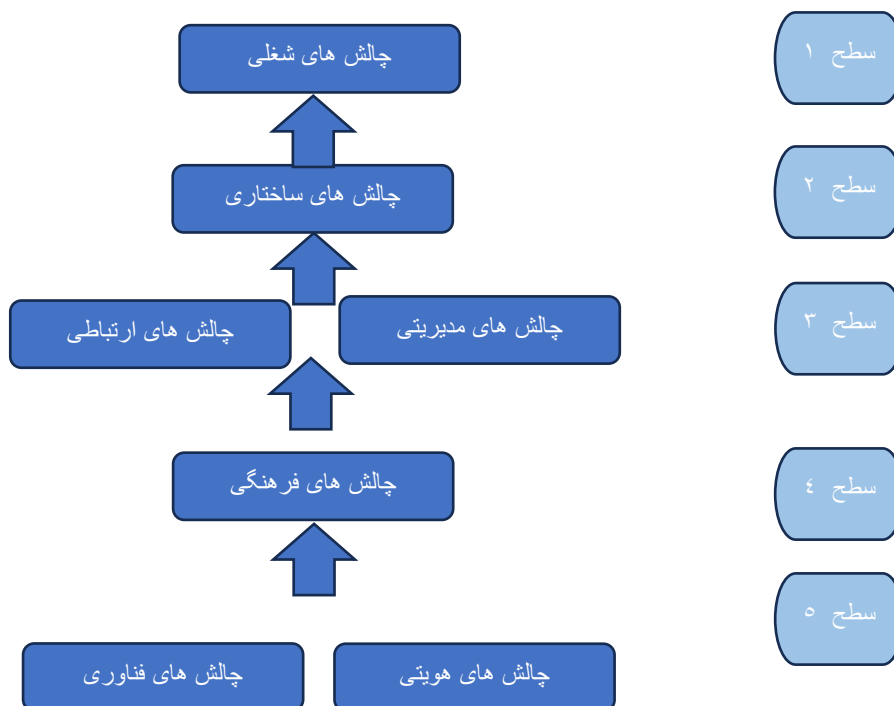 چالش های شغلی
سطح ۱
چالش های ساختاری
سطح ۲
چالش های مدیریتی
چالش های ارتباطی
سطح ۳
چالش های فرهنگی
سطح ٤
چالش های هویتی
چالش های فناوری
سطح ٥